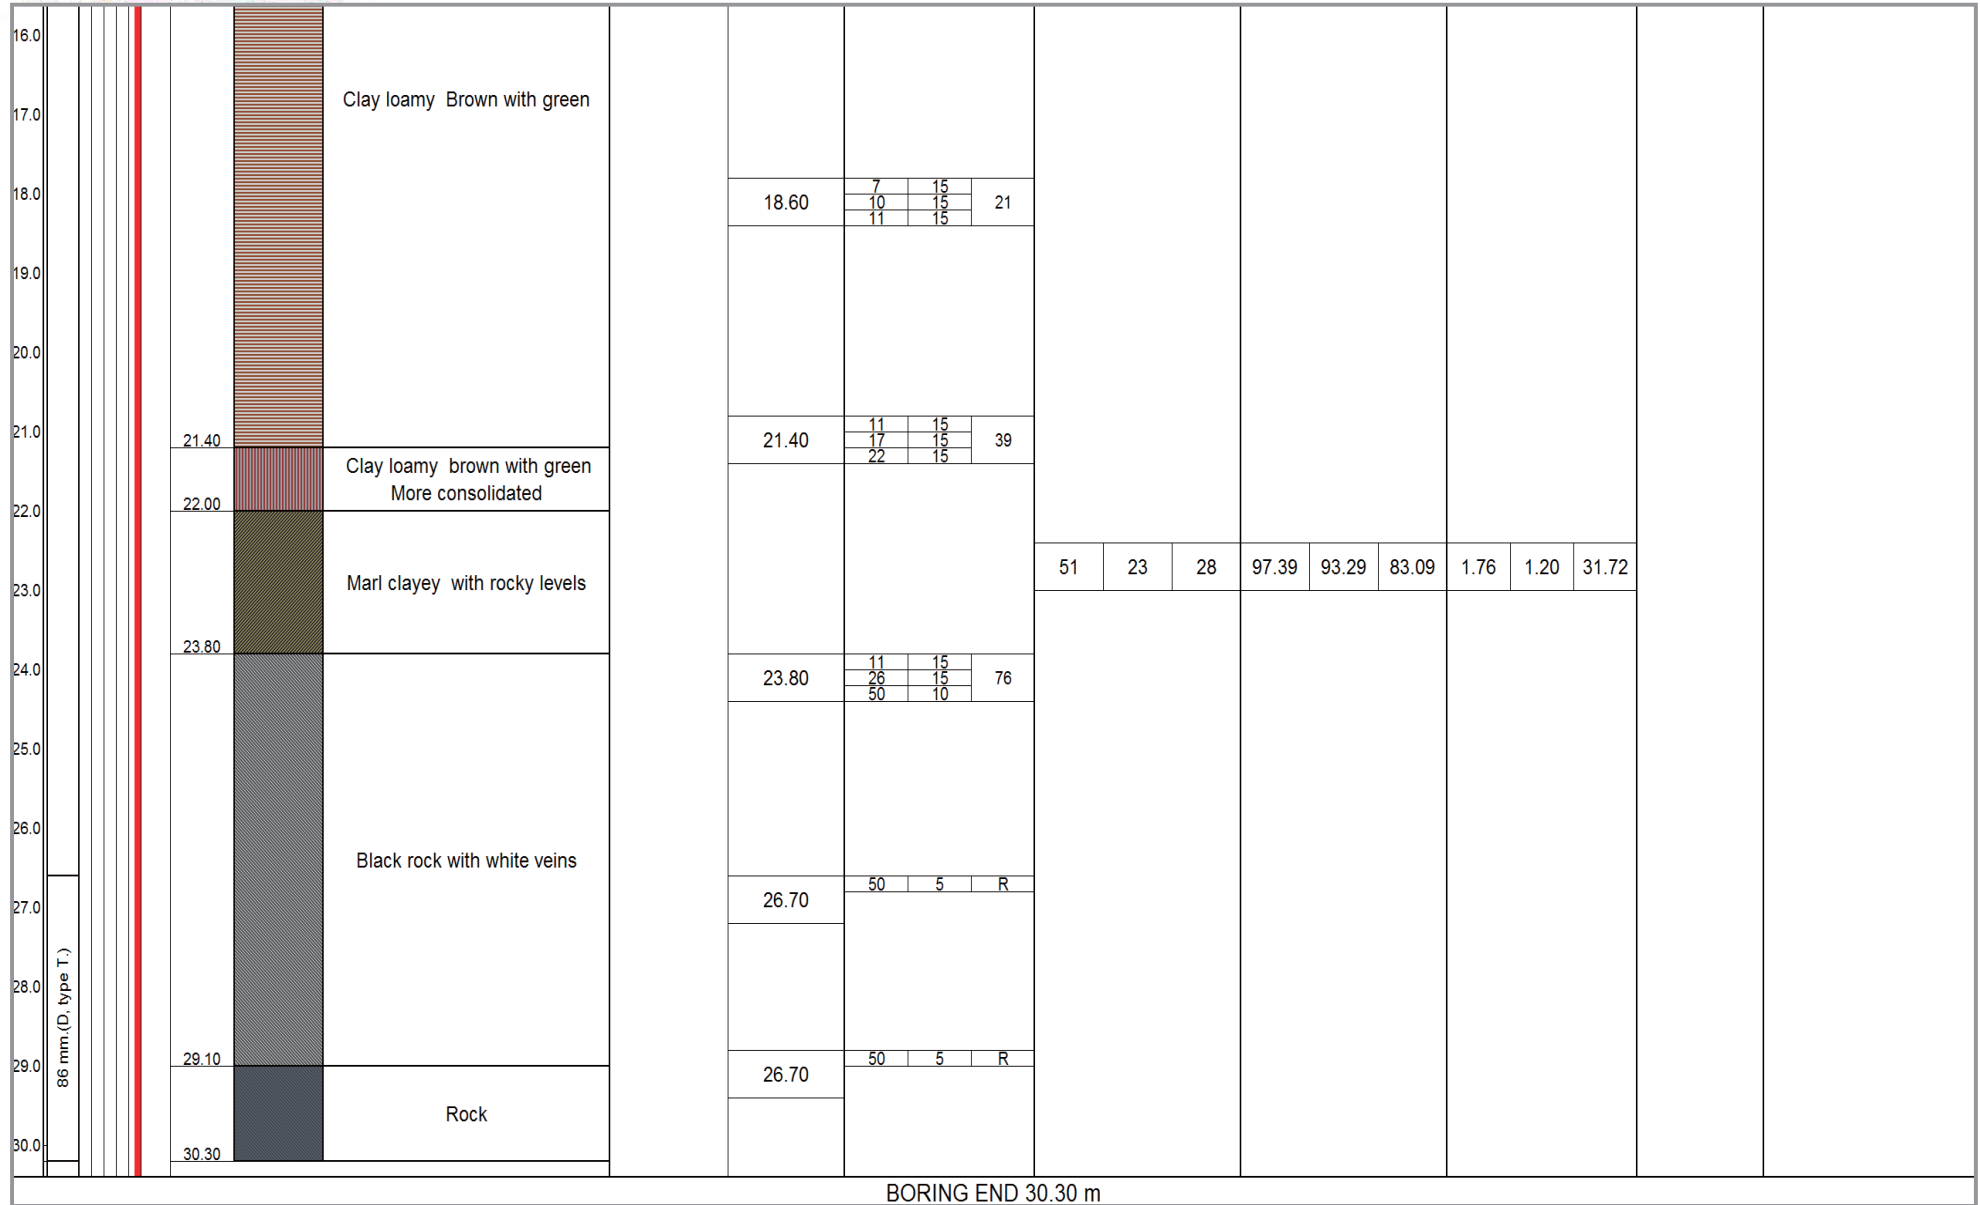 16.0
Clay loamy Brown with green
17.0
18.0
18.60
7 15
10 15 21
11 15
19.0
20.0
21.0
21.40
21.40
11 15
17 15 39
22 15
Clay loamy brown with green
More consolidated
22.00
22.0
Marl clayey with rocky levels
51 23 28 97.39 93.29 83.09 1.76 1.20 31.72
23.0
23.80
24.0
23.80
11 15
26 15 76
50 10
25.0
26.0
Black rock with white veins
26.70
50 5 R
27.0
28.0
86 mm.(D, type T.)
29.10
29.0
26.70
50 5 R
Rock
30.0
30.30
BORING END 30.30 m